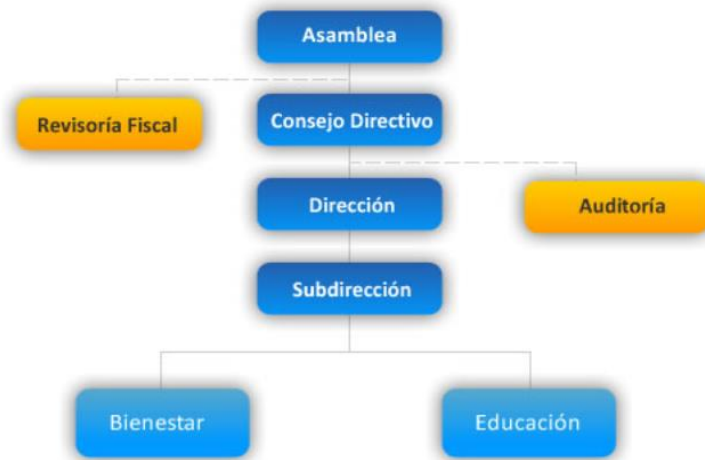 Asamblea
Revisoría Fiscal
Consejo Directivo
Dirección
Auditoría
Subdirección
Bienestar
Educación